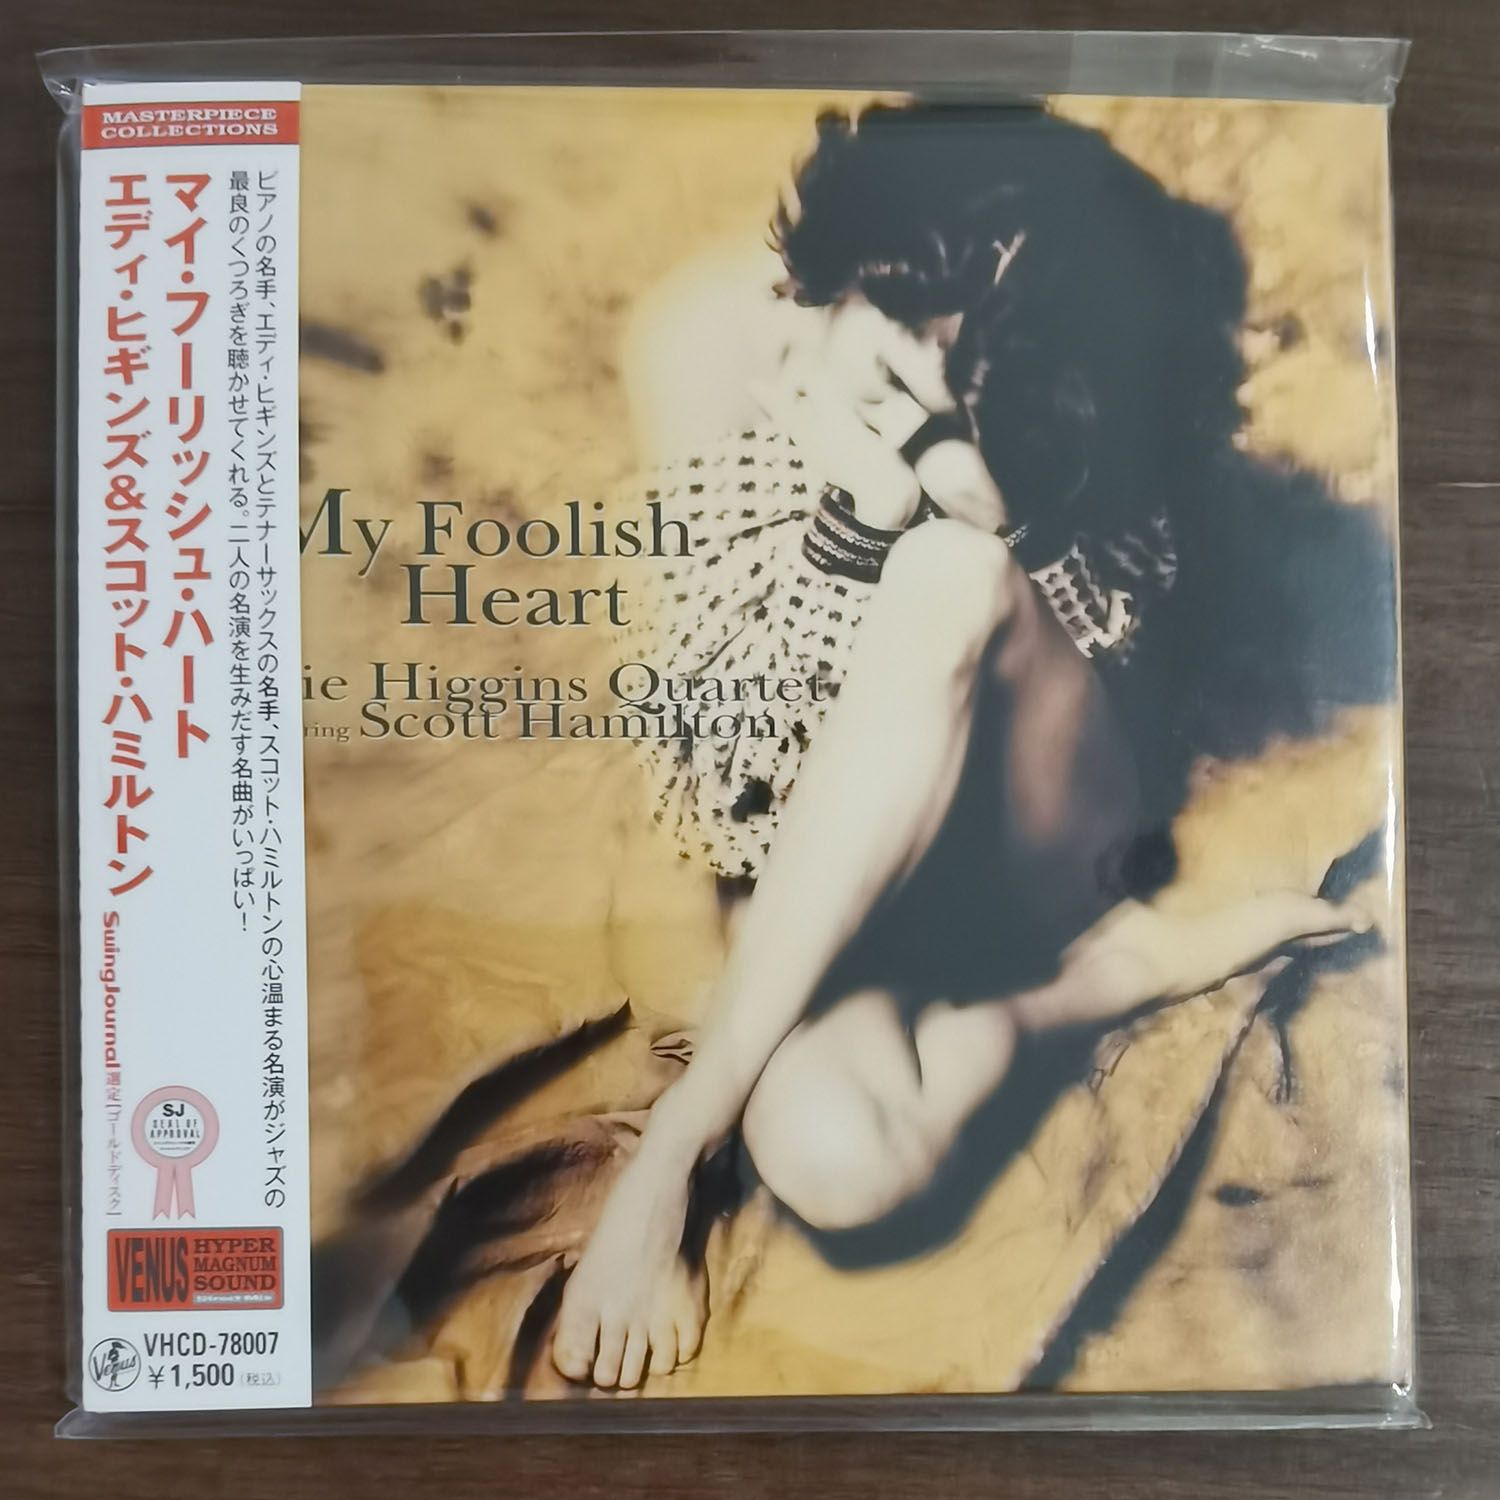 MASTERPIECE
COLLECTIONS
ピアノの名手、エディ・ヒギンズとテナーサックスの名手、スコット・ハミルトンの心温まる名演がジャズの
最良のくつろぎを聴かせてくれる。二人の名演を生みだす名曲がいっぱい!
マイ・フーリッシュ・ハート
エディ・ヒギンズ&スコット・ハミルトン
SwingJournal選定[ゴールドディスク]
SJ
SEAL OF
APPROVAL
VENUS
HYPER
MAGNUM
SOUND
Venus
VHCD-78007
¥1,500(税込)
My Foolish
Heart
ie Higgins Quartet
ring Scott Hamilton